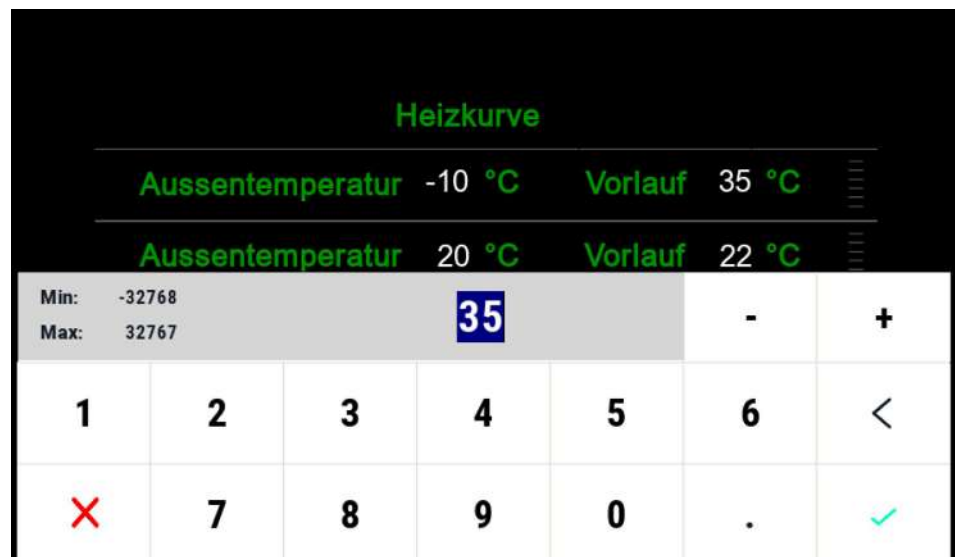 Heizkurve
Aussentemperatur -10 °C Vorlauf 35 °C
Aussentemperatur 20 °C Vorlauf 22 °C
Min: -32768
Max: 32767
35 - +
1 2 3 4 5 6 <
X 7 8 9 0 . ✓